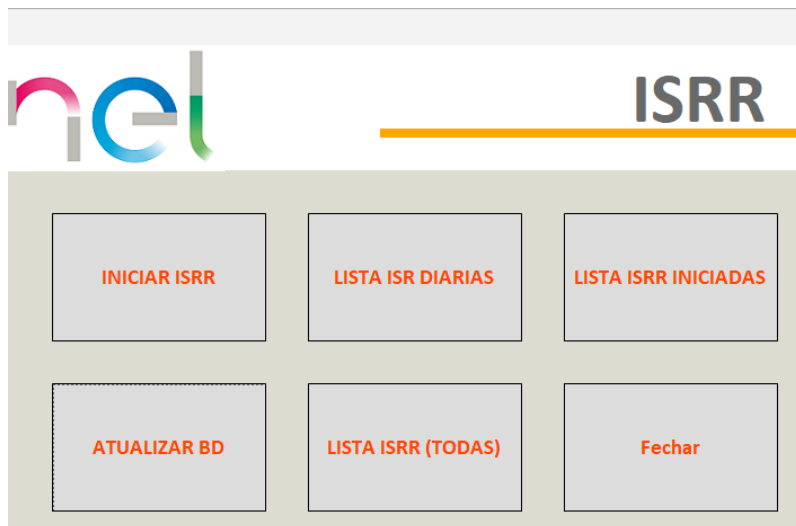 nel
ISRR
INICIAR ISRR
LISTA ISR DIARIAS
LISTA ISRR INICIADAS
ATUALIZAR BD
LISTA ISRR (TODAS)
Fechar